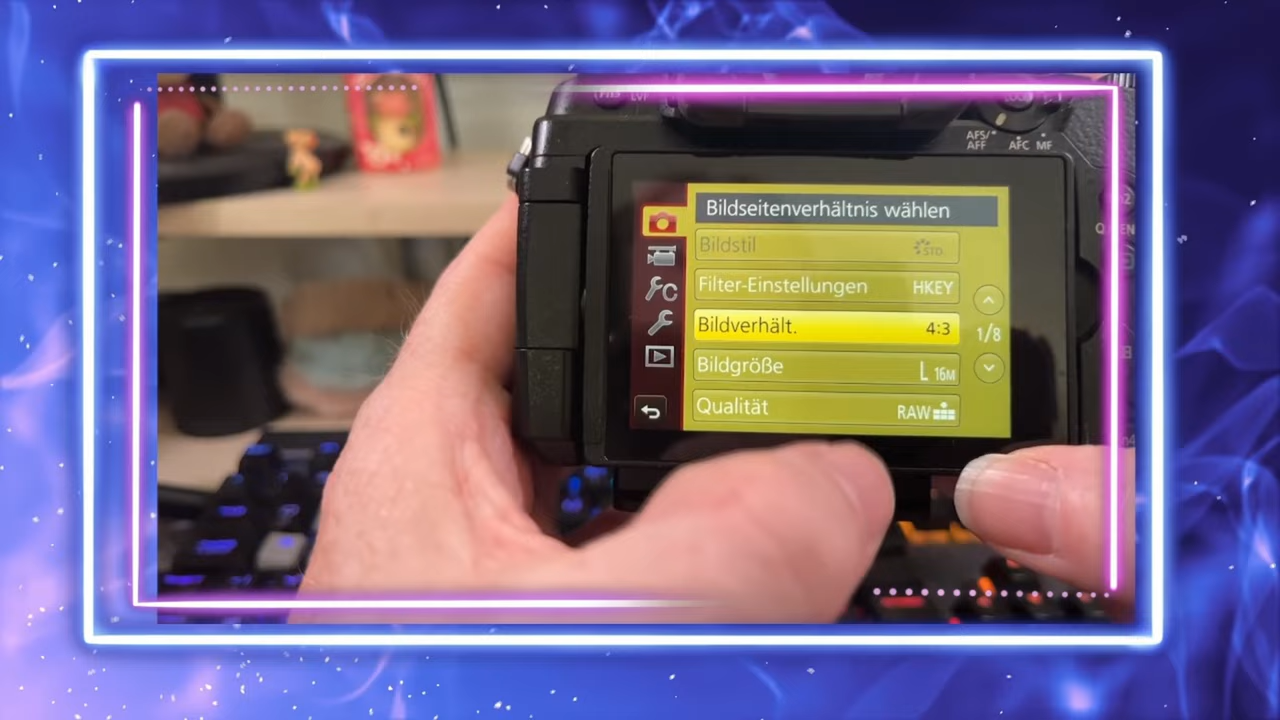 AFS/
AFF
AFC MF
Bildseitenverhältnis wählen
Bildstil STD.
Filter-Einstellungen HKEY
Bildverhält. 4:3
1/8
Bildgröße L 16M
Qualität RAW